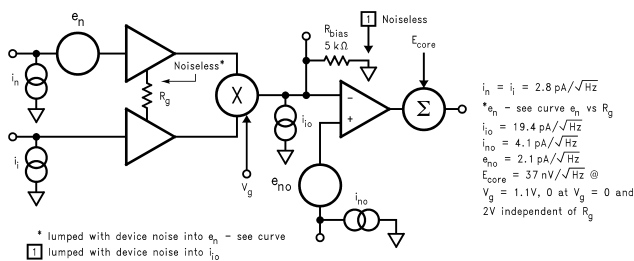 e_n
Noiseless*
R_g
i_n
i_i
X
V_g
i_io
R_bias
5 kΩ
1 Noiseless
E_core
-
+
Σ
e_no
i_no
i_n = i_i = 2.8 pA/√Hz
*e_n - see curve e_n vs R_g
i_io = 19.4 pA/√Hz
i_no = 4.1 pA/√Hz
e_no = 2.1 pA/√Hz
E_core = 37 nV/√Hz @
V_g = 1.1V, 0 at V_g = 0 and
2V independent of R_g
* lumped with device noise into e_n - see curve
1 lumped with device noise into i_io